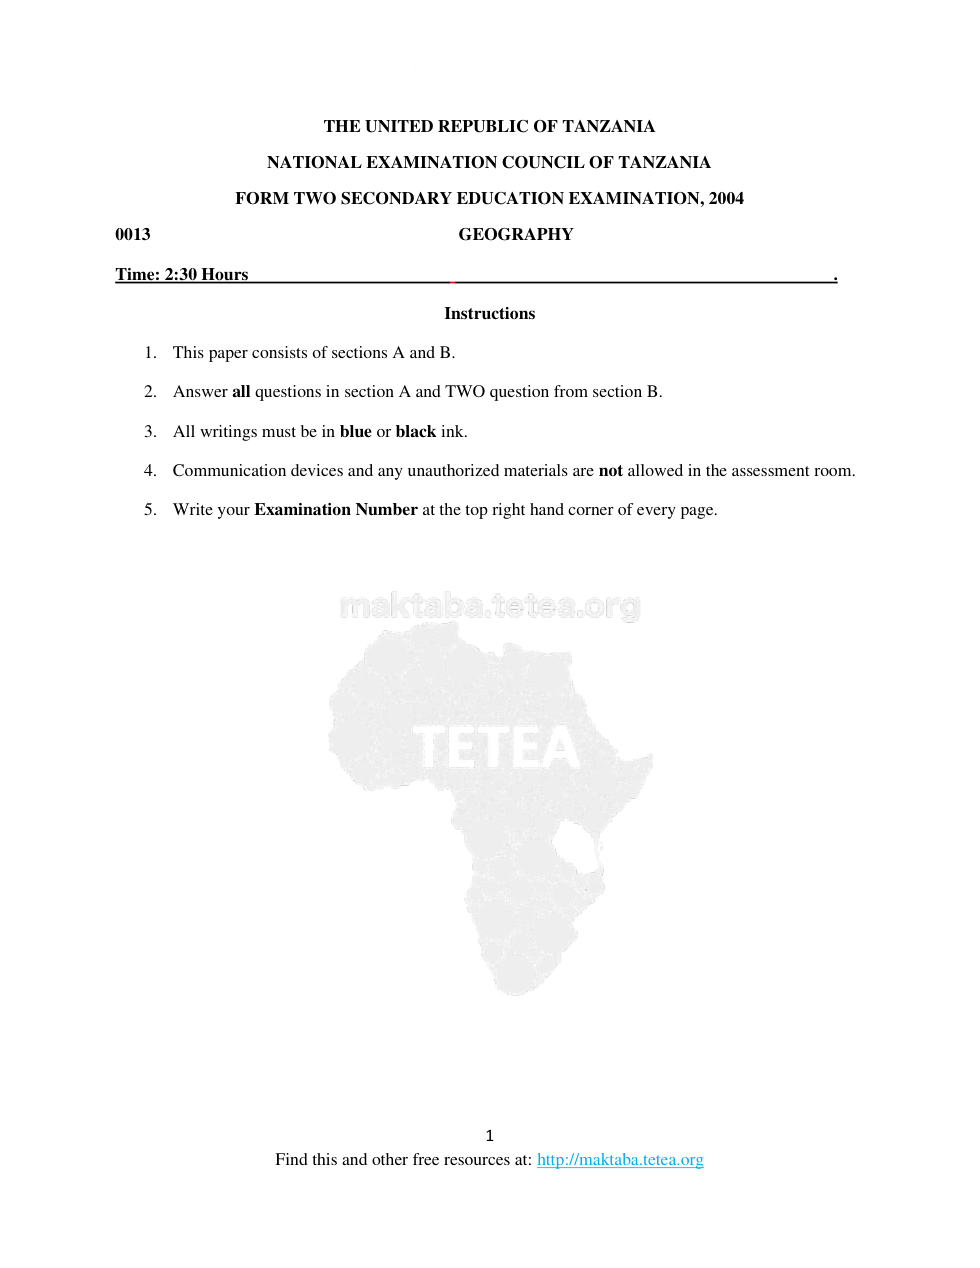 THE UNITED REPUBLIC OF TANZANIA
NATIONAL EXAMINATION COUNCIL OF TANZANIA
FORM TWO SECONDARY EDUCATION EXAMINATION, 2004
0013 GEOGRAPHY
Time: 2:30 Hours .
Instructions
1. This paper consists of sections A and B.
2. Answer all questions in section A and TWO question from section B.
3. All writings must be in blue or black ink.
4. Communication devices and any unauthorized materials are not allowed in the assessment room.
5. Write your Examination Number at the top right hand corner of every page.
maktaba.tetea.org
TETEA
1
Find this and other free resources at: http://maktaba.tetea.org